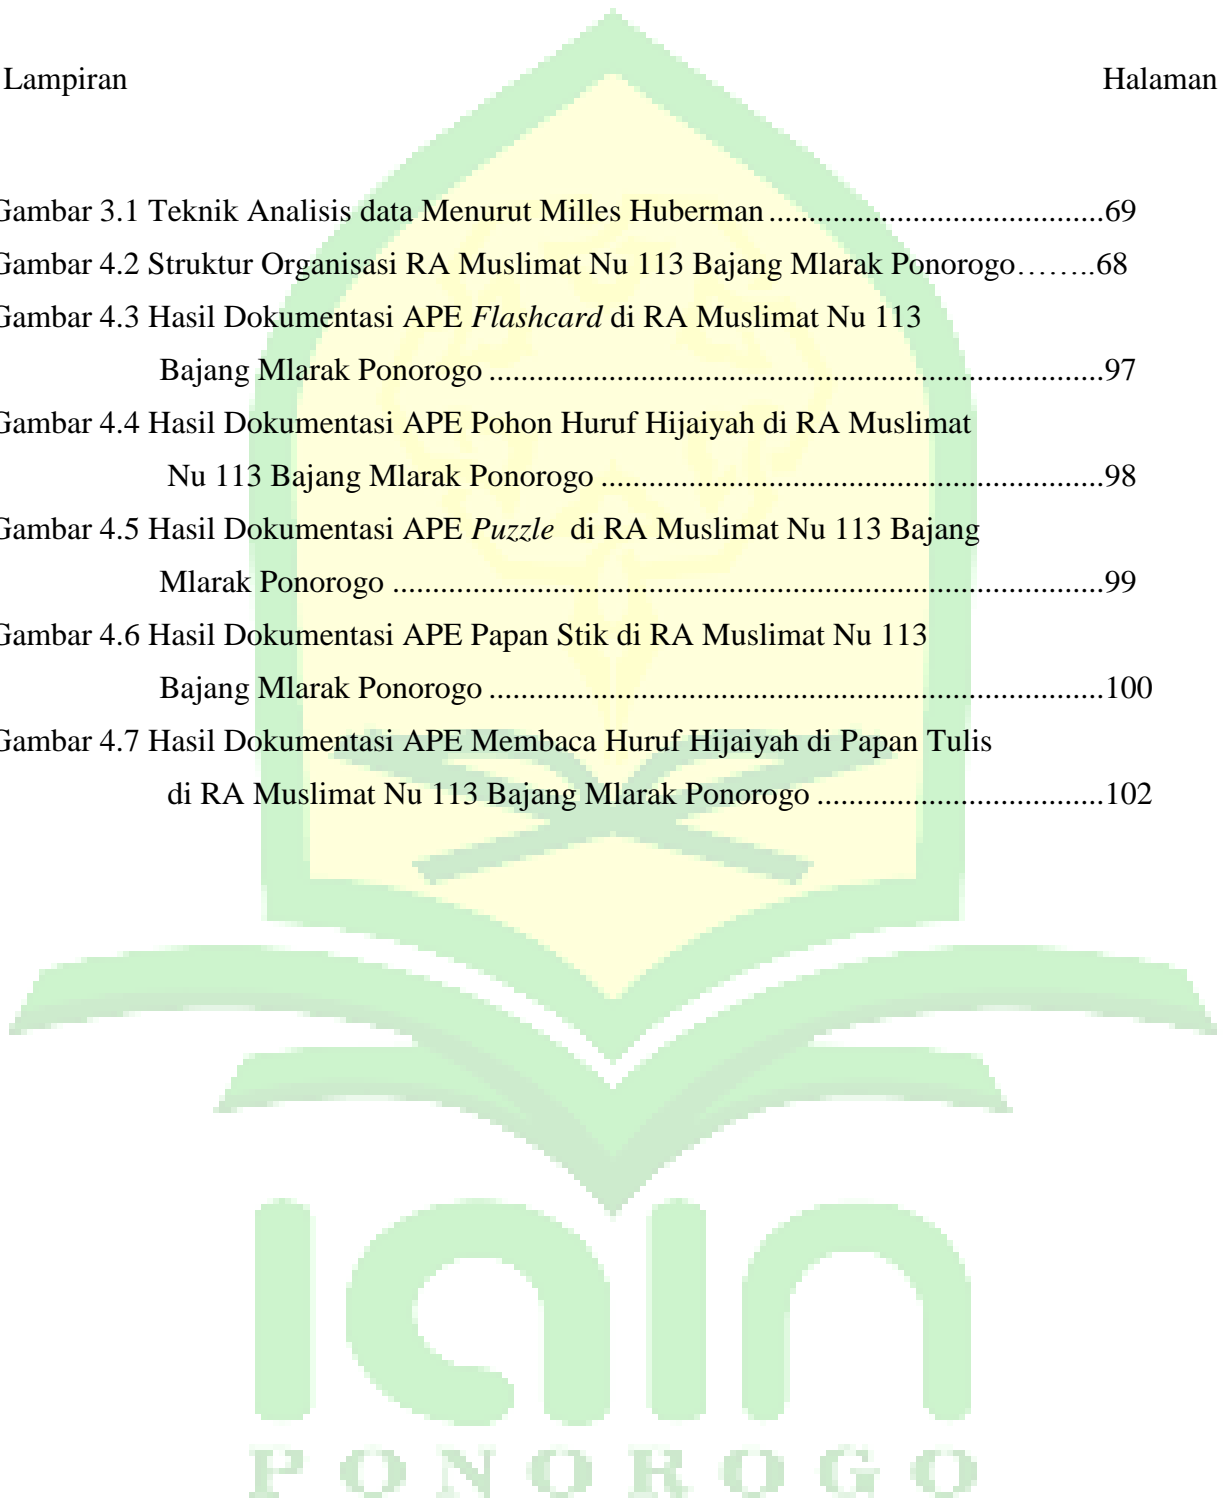 Lampiran Halaman
Gambar 3.1 Teknik Analisis data Menurut Milles Huberman....................................69
Gambar 4.2 Struktur Organisasi RA Muslimat Nu 113 Bajang Mlarak Ponorogo……..68
Gambar 4.3 Hasil Dokumentasi APE Flashcard di RA Muslimat Nu 113
Bajang Mlarak Ponorogo..................................................................97
Gambar 4.4 Hasil Dokumentasi APE Pohon Huruf Hijaiyah di RA Muslimat
Nu 113 Bajang Mlarak Ponorogo......................................................98
Gambar 4.5 Hasil Dokumentasi APE Puzzle di RA Muslimat Nu 113 Bajang
Mlarak Ponorogo............................................................................99
Gambar 4.6 Hasil Dokumentasi APE Papan Stik di RA Muslimat Nu 113
Bajang Mlarak Ponorogo..................................................................100
Gambar 4.7 Hasil Dokumentasi APE Membaca Huruf Hijaiyah di Papan Tulis
di RA Muslimat Nu 113 Bajang Mlarak Ponorogo...............................102
iain
PONOROGO